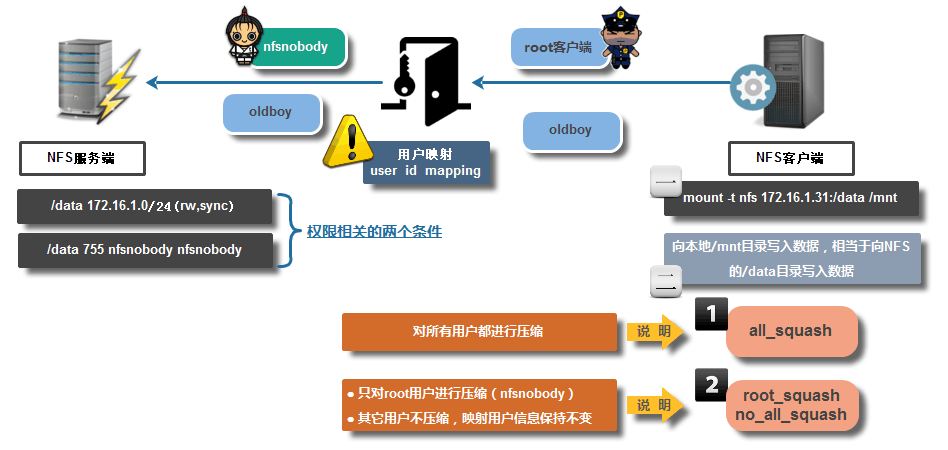 nfsnobody
root客户端
oldboy
oldboy
用户映射
user id mapping
NFS服务端
NFS客户端
/data 172.16.1.0/24(rw,sync)
/data 755 nfsnobody nfsnobody
权限相关的两个条件
一
mount -t nfs 172.16.1.31:/data /mnt
二
向本地/mnt目录写入数据，相当于向NFS
的/data目录写入数据
对所有用户都进行压缩
说 明
1
all_squash
● 只对root用户进行压缩（nfsnobody）
● 其它用户不压缩，映射用户信息保持不变
说 明
2
root_squash
no_all_squash